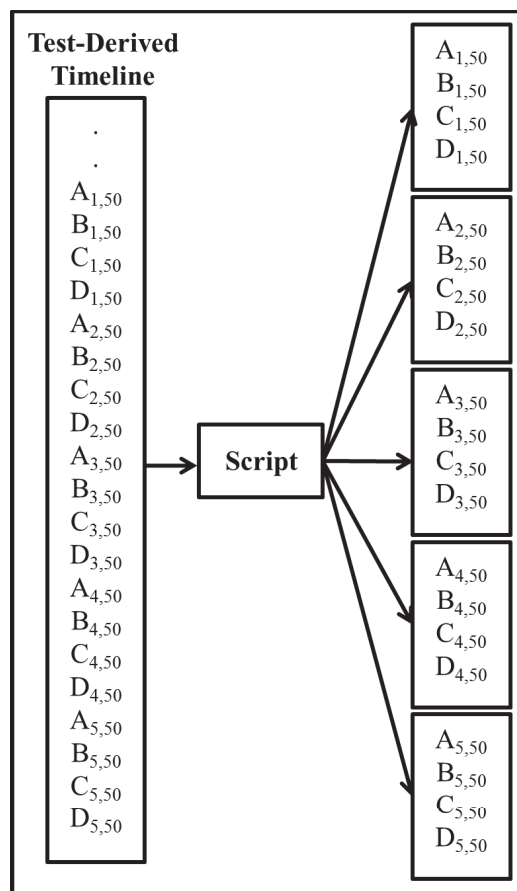 Test-Derived
Timeline
.
.
A1,50
B1,50
C1,50
D1,50
A2,50
B2,50
C2,50
D2,50
A3,50
B3,50
C3,50
D3,50
A4,50
B4,50
C4,50
D4,50
A5,50
B5,50
C5,50
D5,50
Script
A1,50
B1,50
C1,50
D1,50
A2,50
B2,50
C2,50
D2,50
A3,50
B3,50
C3,50
D3,50
A4,50
B4,50
C4,50
D4,50
A5,50
B5,50
C5,50
D5,50